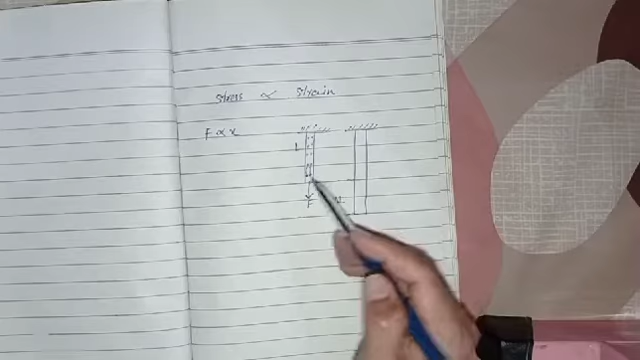 Stress ∝ Strain
F ∝ x
L
F